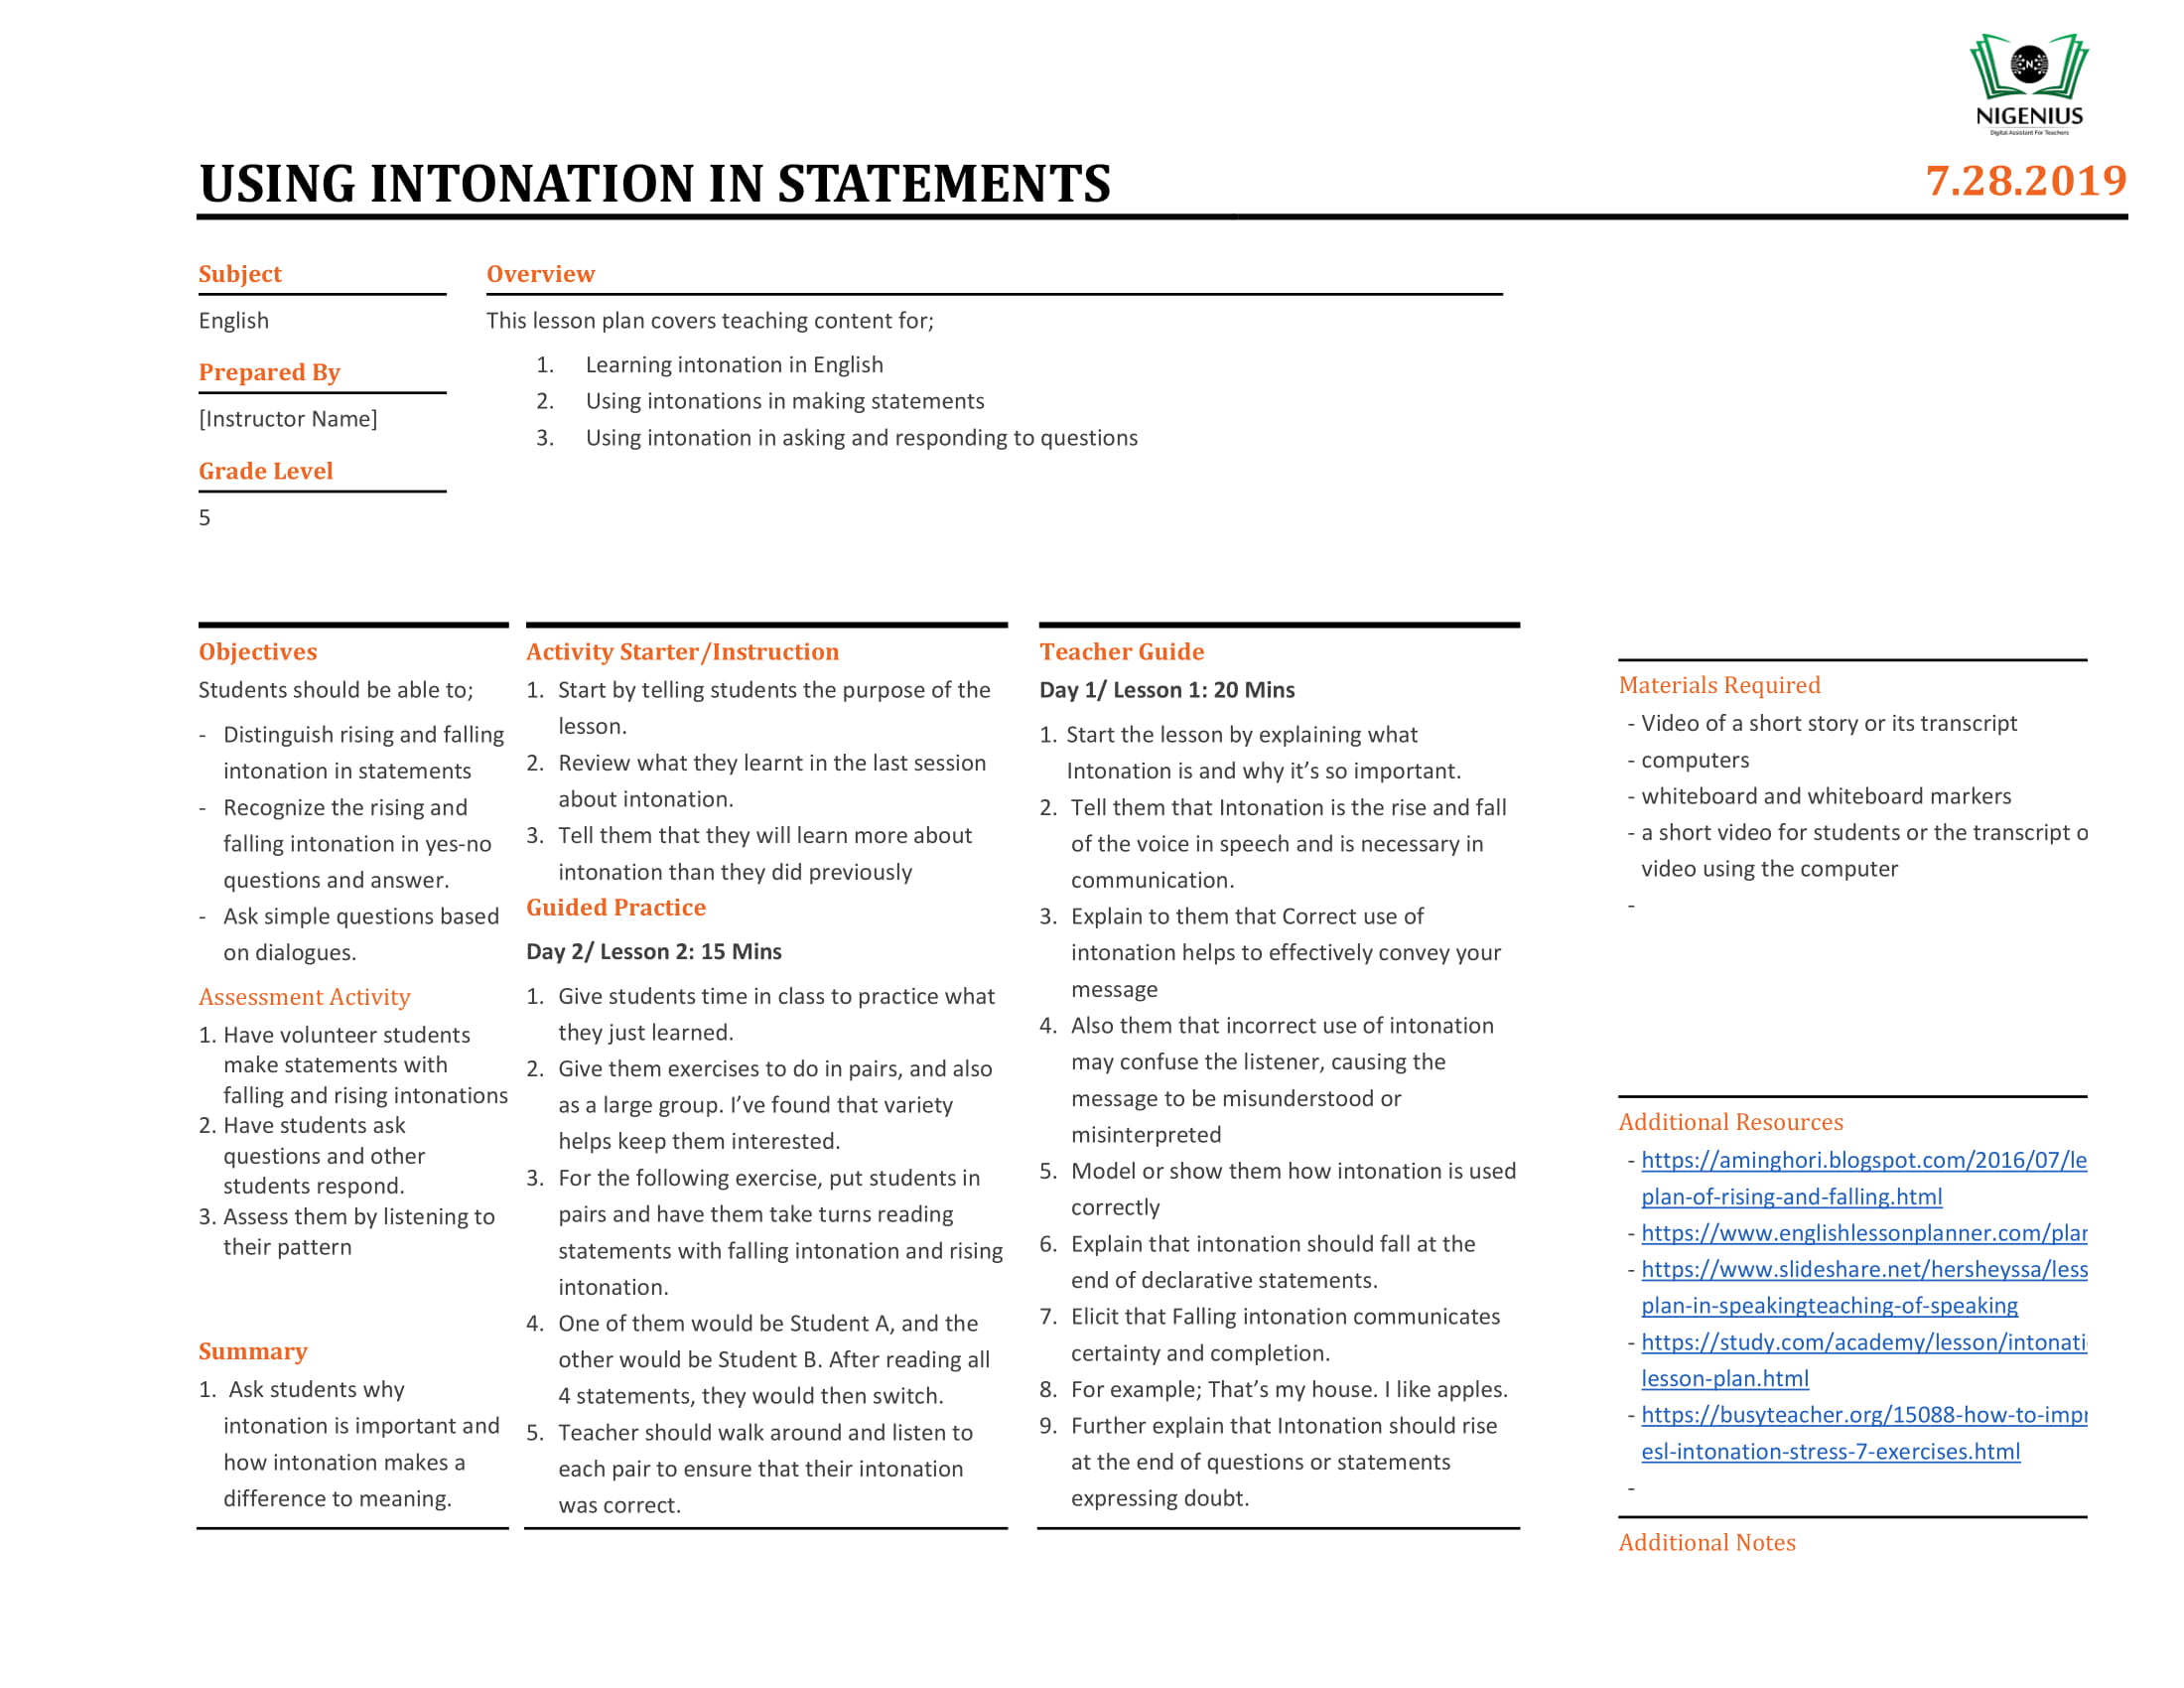 NIGENIUS
Digital Assistant For Teachers
USING INTONATION IN STATEMENTS
7.28.2019
Subject
English
Prepared By
[Instructor Name]
Grade Level
5
Overview
This lesson plan covers teaching content for;
1. Learning intonation in English
2. Using intonations in making statements
3. Using intonation in asking and responding to questions
Objectives
Students should be able to;
- Distinguish rising and falling
intonation in statements
- Recognize the rising and
falling intonation in yes-no
questions and answer.
- Ask simple questions based
on dialogues.
Assessment Activity
1. Have volunteer students
make statements with
falling and rising intonations
2. Have students ask
questions and other
students respond.
3. Assess them by listening to
their pattern
Summary
1. Ask students why
intonation is important and
how intonation makes a
difference to meaning.
Activity Starter/Instruction
1. Start by telling students the purpose of the
lesson.
2. Review what they learnt in the last session
about intonation.
3. Tell them that they will learn more about
intonation than they did previously
Guided Practice
Day 2/ Lesson 2: 15 Mins
1. Give students time in class to practice what
they just learned.
2. Give them exercises to do in pairs, and also
as a large group. I’ve found that variety
helps keep them interested.
3. For the following exercise, put students in
pairs and have them take turns reading
statements with falling intonation and rising
intonation.
4. One of them would be Student A, and the
other would be Student B. After reading all
4 statements, they would then switch.
5. Teacher should walk around and listen to
each pair to ensure that their intonation
was correct.
Teacher Guide
Day 1/ Lesson 1: 20 Mins
1. Start the lesson by explaining what
Intonation is and why it’s so important.
2. Tell them that Intonation is the rise and fall
of the voice in speech and is necessary in
communication.
3. Explain to them that Correct use of
intonation helps to effectively convey your
message
4. Also them that incorrect use of intonation
may confuse the listener, causing the
message to be misunderstood or
misinterpreted
5. Model or show them how intonation is used
correctly
6. Explain that intonation should fall at the
end of declarative statements.
7. Elicit that Falling intonation communicates
certainty and completion.
8. For example; That’s my house. I like apples.
9. Further explain that Intonation should rise
at the end of questions or statements
expressing doubt.
Materials Required
- Video of a short story or its transcript
- computers
- whiteboard and whiteboard markers
- a short video for students or the transcript o
video using the computer
-
Additional Resources
- https://aminghori.blogspot.com/2016/07/le
plan-of-rising-and-falling.html
- https://www.englishlessonplanner.com/plan
- https://www.slideshare.net/hersheyssa/less
plan-in-speakingteaching-of-speaking
- https://study.com/academy/lesson/intonati
lesson-plan.html
- https://busyteacher.org/15088-how-to-impr
esl-intonation-stress-7-exercises.html
-
Additional Notes